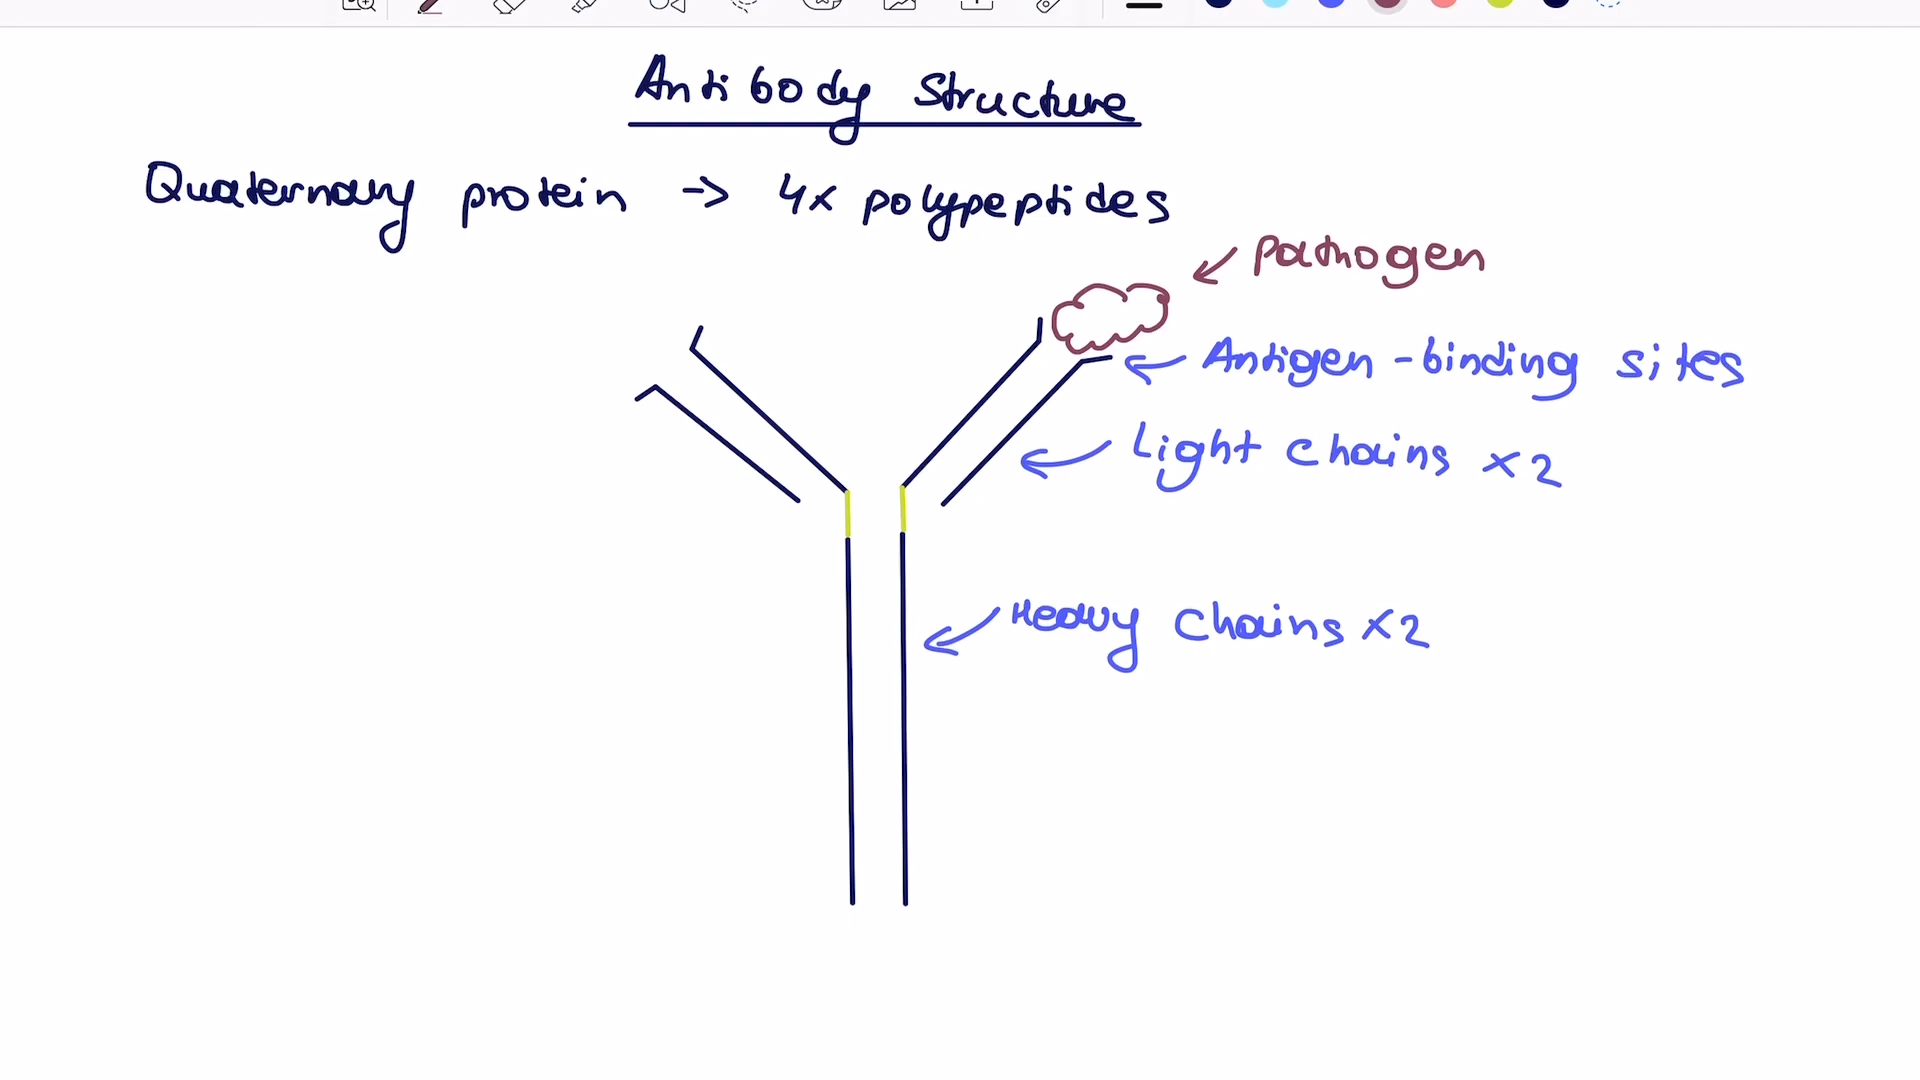 Antibody Structure
Quaternary protein → 4x polypeptides
Pathogen
Antigen-binding sites
Light chains x2
Heavy Chains x2